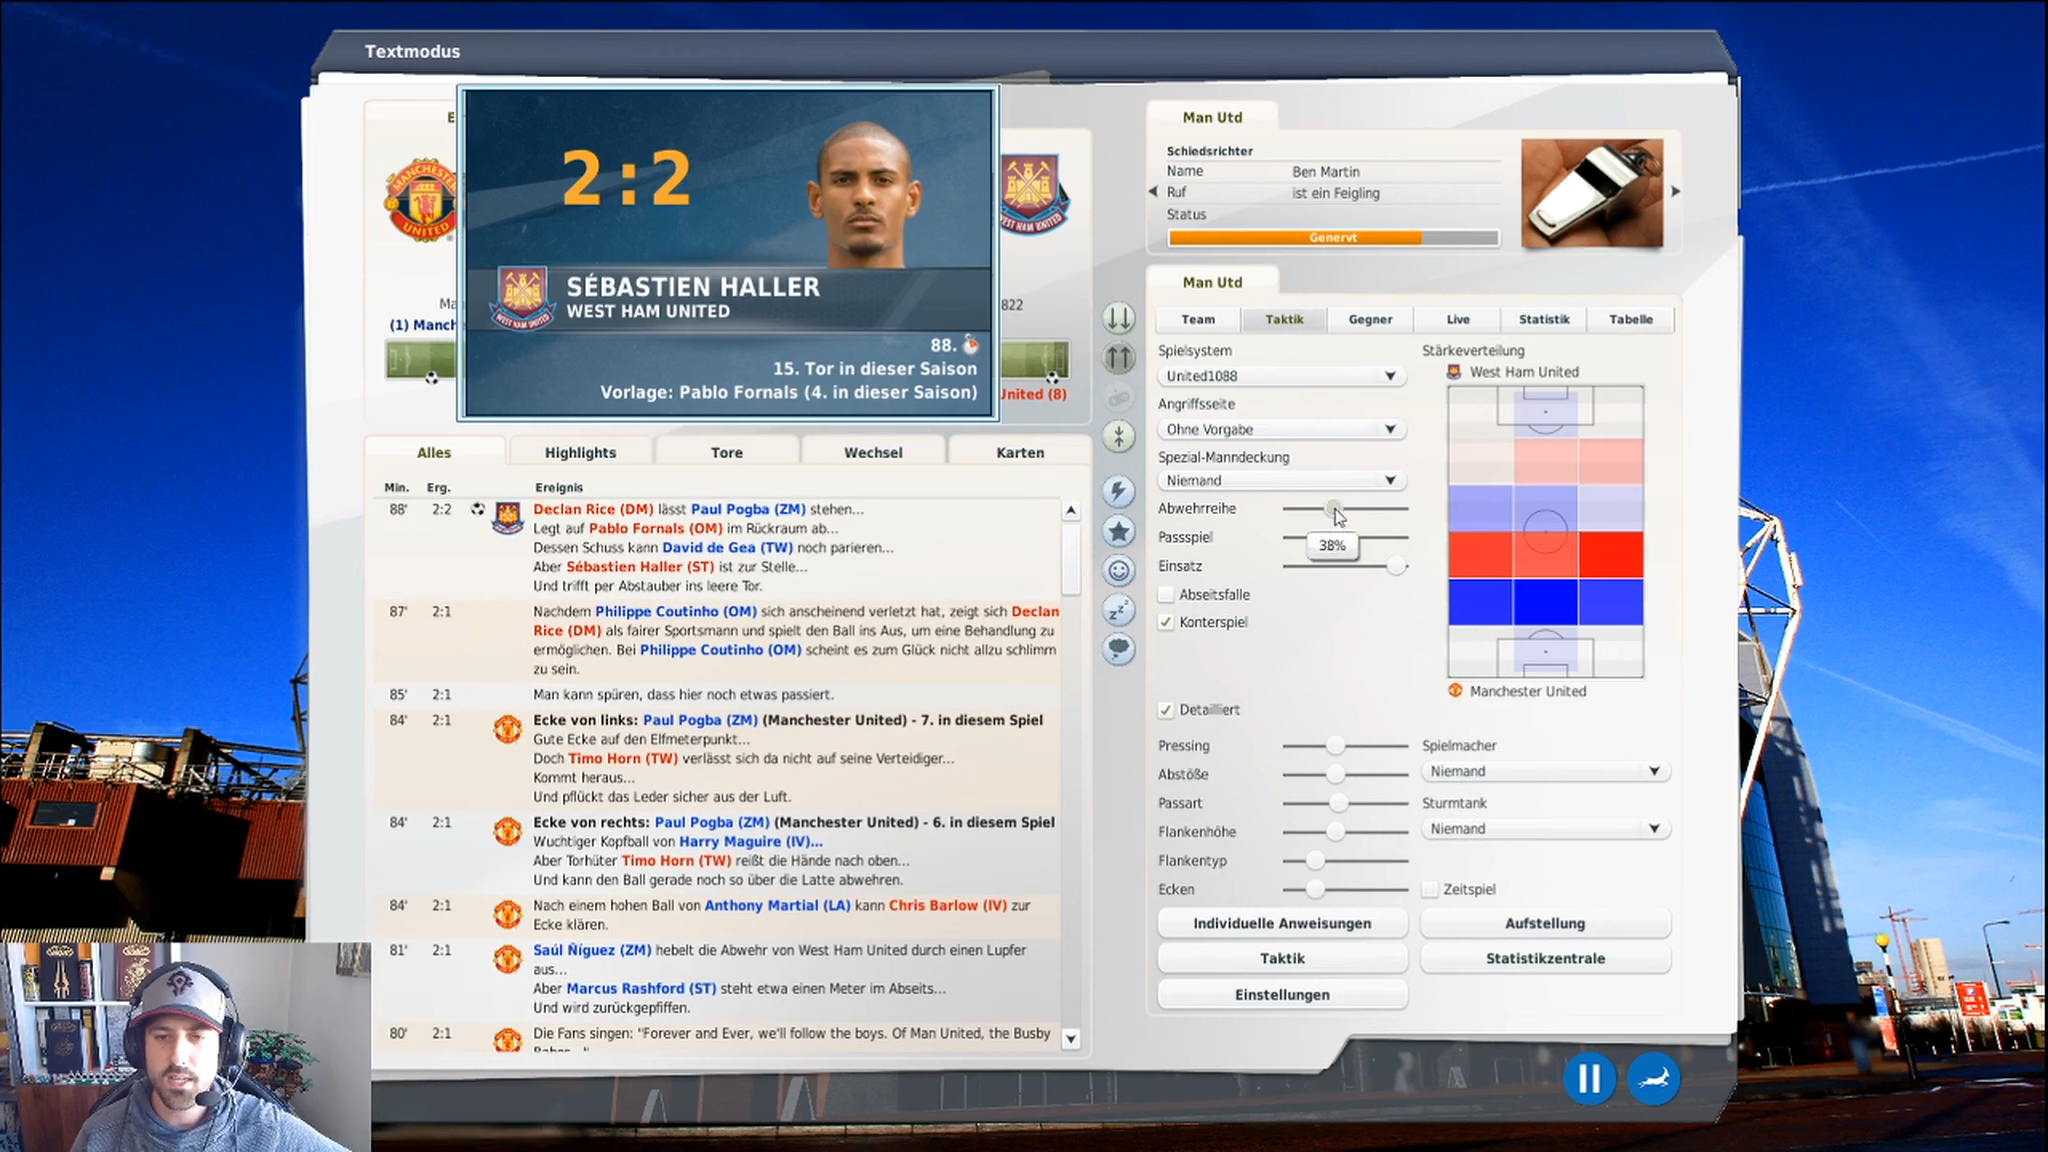 Textmodus
2:2
SÉBASTIEN HALLER
WEST HAM UNITED
88.
15. Tor in dieser Saison
Vorlage: Pablo Fornals (4. in dieser Saison)
MANCHESTER
UNITED
822
(1) Manch
United (8)
Alles
Highlights
Tore
Wechsel
Karten
Min.
Erg.
Ereignis
88' 2:2 Declan Rice (DM) lässt Paul Pogba (ZM) stehen...
Legt auf Pablo Fornals (OM) im Rückraum ab...
Dessen Schuss kann David de Gea (TW) noch parieren...
Aber Sébastien Haller (ST) ist zur Stelle...
Und trifft per Abstauber ins leere Tor.
87' 2:1 Nachdem Philippe Coutinho (OM) sich anscheinend verletzt hat, zeigt sich Declan
Rice (DM) als fairer Sportsmann und spielt den Ball ins Aus, um eine Behandlung zu
ermöglichen. Bei Philippe Coutinho (OM) scheint es zum Glück nicht allzu schlimm
zu sein.
85' 2:1 Man kann spüren, dass hier noch etwas passiert.
84' 2:1 Ecke von links: Paul Pogba (ZM) (Manchester United) - 7. in diesem Spiel
Gute Ecke auf den Elfmeterpunkt...
Doch Timo Horn (TW) verlässt sich da nicht auf seine Verteidiger...
Kommt heraus...
Und pflückt das Leder sicher aus der Luft.
84' 2:1 Ecke von rechts: Paul Pogba (ZM) (Manchester United) - 6. in diesem Spiel
Wuchtiger Kopfball von Harry Maguire (IV)...
Aber Torhüter Timo Horn (TW) reißt die Hände nach oben...
Und kann den Ball gerade noch so über die Latte abwehren.
84' 2:1 Nach einem hohen Ball von Anthony Martial (LA) kann Chris Barlow (IV) zur
Ecke klären.
81' 2:1 Saúl Ñíguez (ZM) hebelt die Abwehr von West Ham United durch einen Lupfer
aus...
Aber Marcus Rashford (ST) steht etwa einen Meter im Abseits...
Und wird zurückgepfiffen.
80' 2:1 Die Fans singen: "Forever and Ever, we'll follow the boys. Of Man United, the Busby
Man Utd
Schiedsrichter
Name Ben Martin
Ruf ist ein Feigling
Status
Genervt
Man Utd
Team
Taktik
Gegner
Live
Statistik
Tabelle
Spielsystem
United1088
Angriffsseite
Ohne Vorgabe
Spezial-Manndeckung
Niemand
Abwehrreihe
Passspiel
38%
Einsatz
Abseitsfalle
Konterspiel
Stärkeverteilung
West Ham United
Manchester United
Detailliert
Pressing
Abstöße
Passart
Flankenhöhe
Flankentyp
Ecken
Spielmacher
Niemand
Sturmtank
Niemand
Zeitspiel
Individuelle Anweisungen
Aufstellung
Taktik
Statistikzentrale
Einstellungen